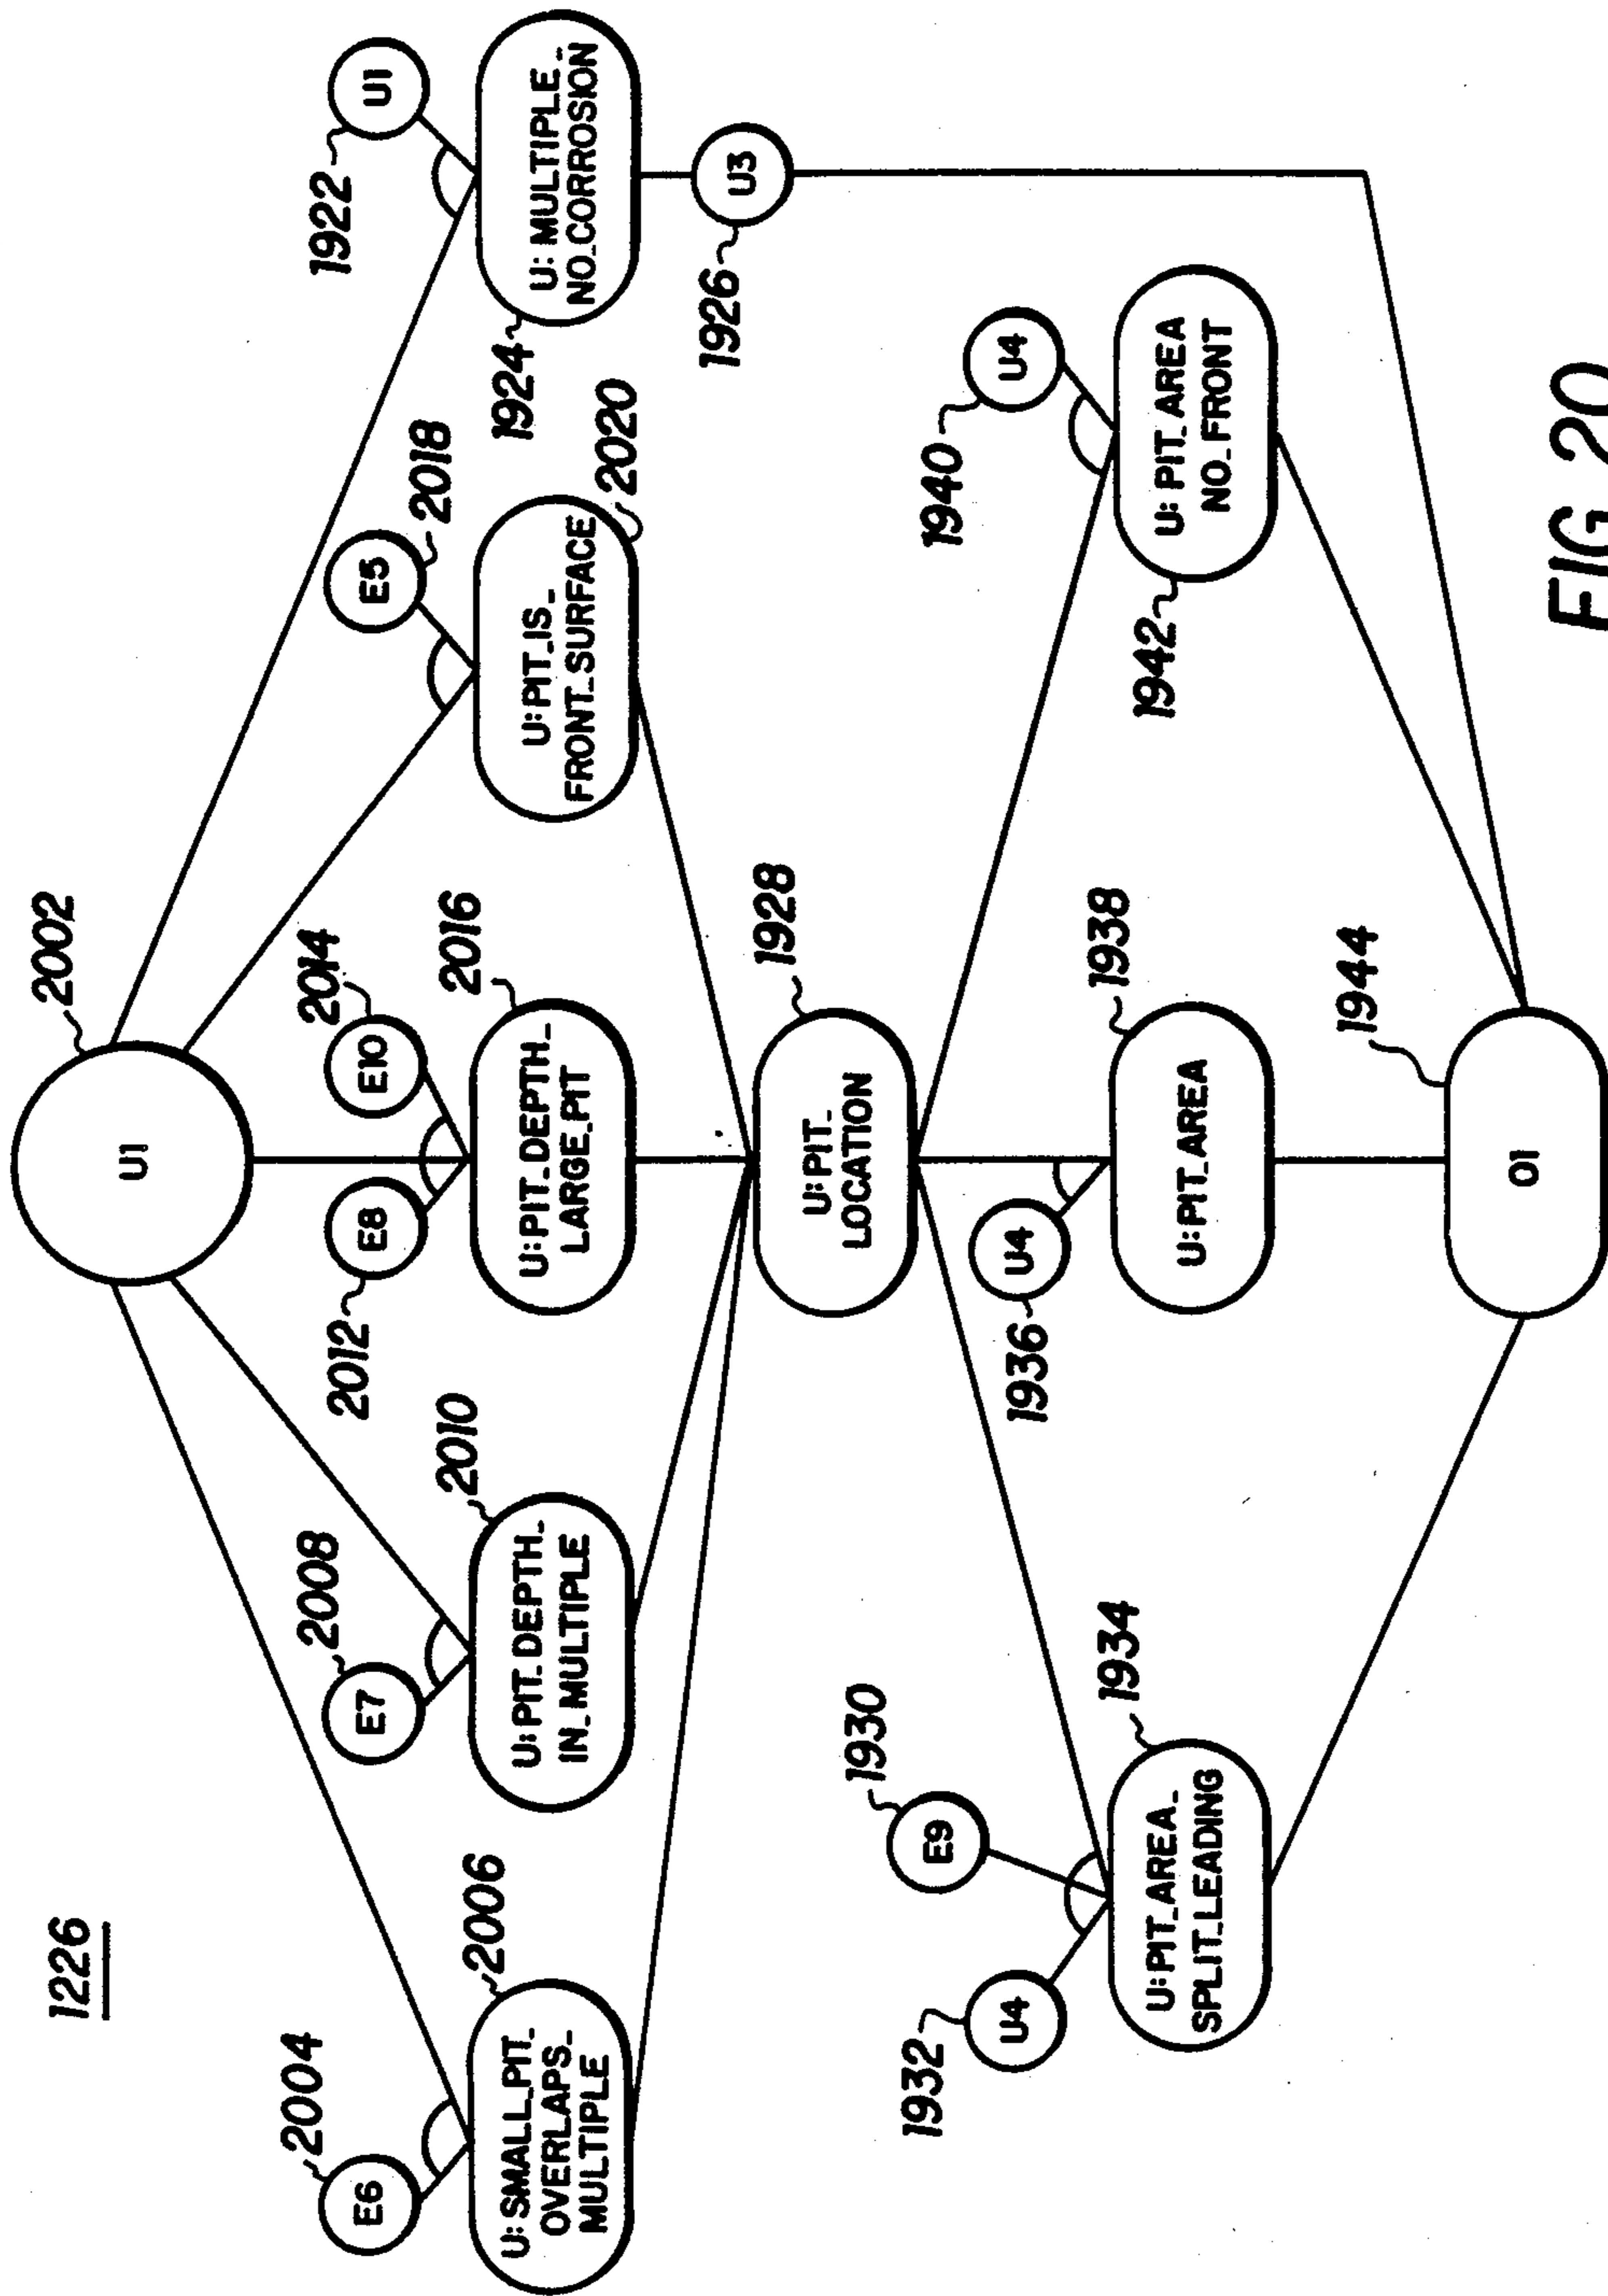 1226
2002
U1
2004
E6
2006
U: SMALL_PIT_
OVERLAPS_
MULTIPLE
2008
E7
2010
U: PIT_DEPTH_
IN_MULTIPLE
2012
E8
2014
E10
2016
U: PIT_DEPTH_
LARGE_PIT
E5
2018
U: PIT_IS_
FRONT_SURFACE
2020
1922
U1
1924
U: MULTIPLE_
NO_CORROSION
1926
U3
1928
U: PIT_
LOCATION
1930
E9
1932
U4
1934
U: PIT_AREA_
SPLIT_LEADING
1936
U4
1938
U: PIT_AREA
1940
U4
1942
U: PIT_AREA
NO_FRONT
1944
O1
FIG 20